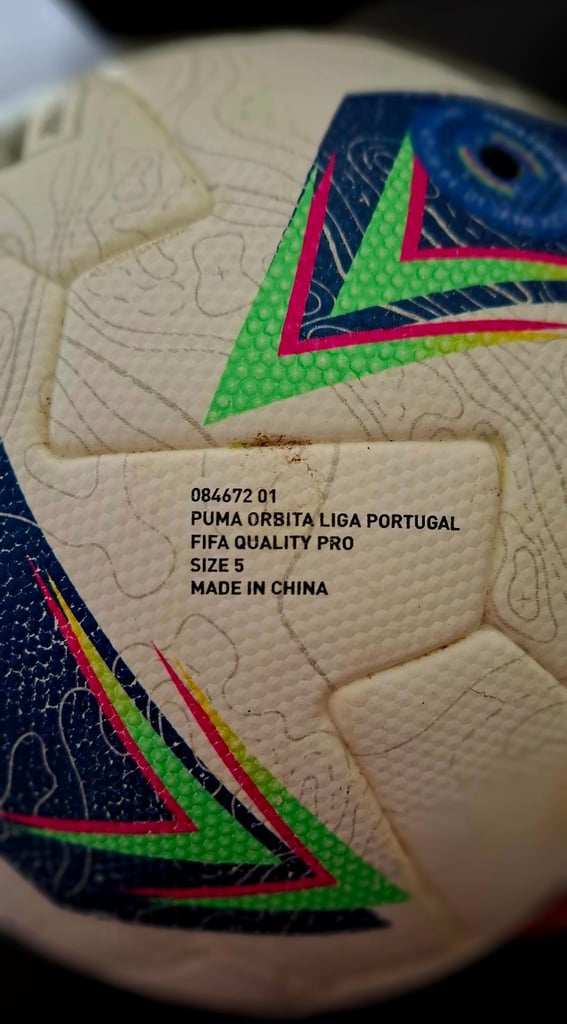 084672 01
PUMA ORBITA LIGA PORTUGAL
FIFA QUALITY PRO
SIZE 5
MADE IN CHINA